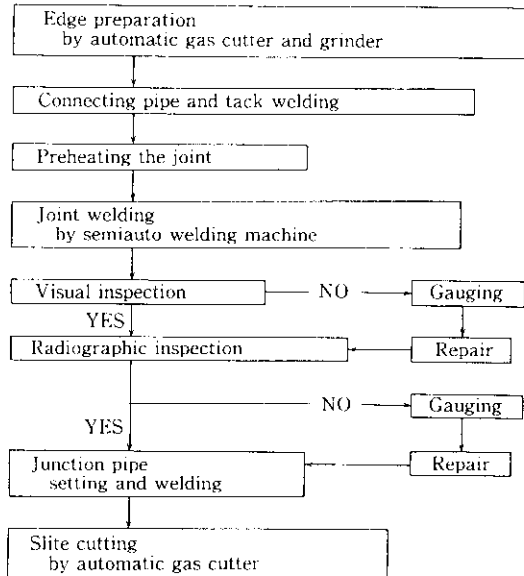 Edge preparation
by automatic gas cutter and grinder
Connecting pipe and tack welding
Preheating the joint
Joint welding
by semiauto welding machine
Visual inspection
NO
Gauging
YES
Radiographic inspection
Repair
NO
Gauging
YES
Junction pipe
setting and welding
Repair
Slite cutting
by automatic gas cutter